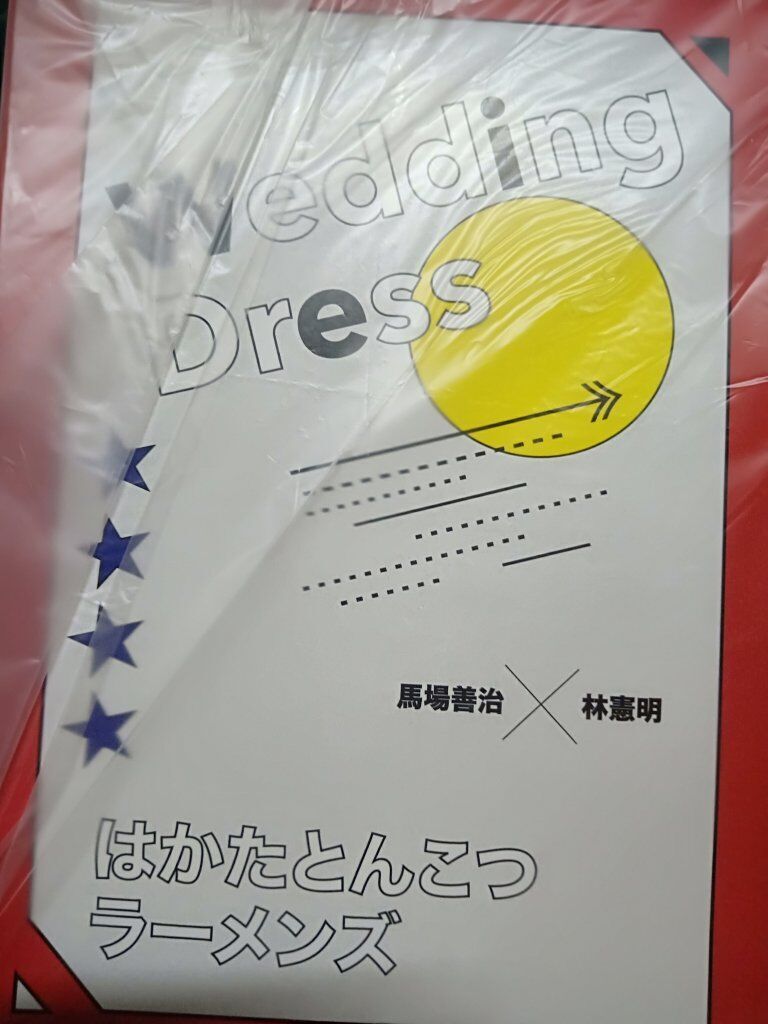 Wedding
Dress
馬場善治 × 林憲明
はかたとんこつ
ラーメンズ